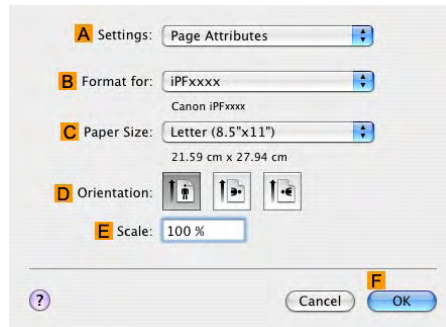 A Settings: Page Attributes
B Format for: iPFxxxx
Canon iPFxxxx
C Paper Size: Letter (8.5"x11")
21.59 cm x 27.94 cm
D Orientation:
E Scale: 100 %
F
? Cancel OK